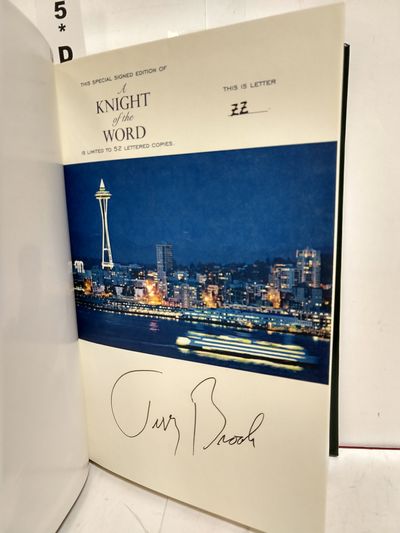 5
*
D
THIS SPECIAL SIGNED EDITION OF
A
KNIGHT
of the
WORD
IS LIMITED TO 52 LETTERED COPIES.
THIS IS LETTER
ZZ
Terry Brooks